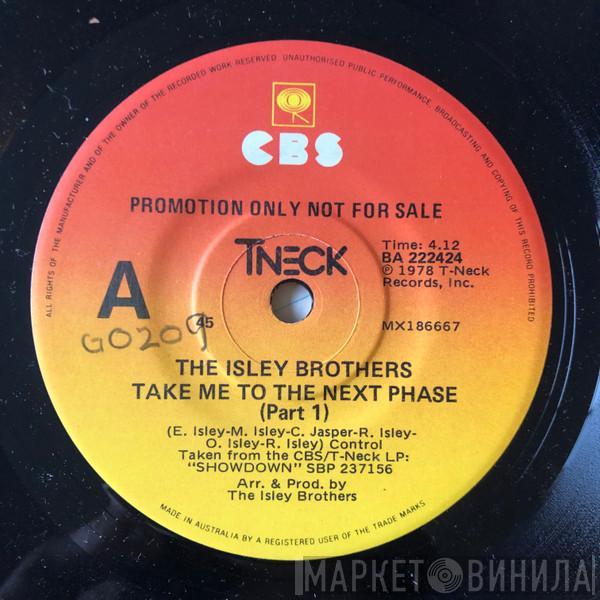 ALL RIGHTS OF THE MANUFACTURER AND OF THE OWNER OF THE RECORDED WORK RESERVED. UNAUTHORISED PUBLIC PERFORMANCE, BROADCASTING AND COPYING OF THIS RECORD PROHIBITED
CBS
PROMOTION ONLY NOT FOR SALE
TNECK
Time: 4.12
BA 222424
℗ 1978 T-Neck
Records, Inc.
A
45
MX186667
GO209
THE ISLEY BROTHERS
TAKE ME TO THE NEXT PHASE
(Part 1)
(E. Isley-M. Isley-C. Jasper-R. Isley-
O. Isley-R. Isley) Control
Taken from the CBS/T-Neck LP:
"SHOWDOWN" SBP 237156
Arr. & Prod. by
The Isley Brothers
MADE IN AUSTRALIA BY A REGISTERED USER OF THE TRADE MARKS
МАРКЕТ ВИНИЛА